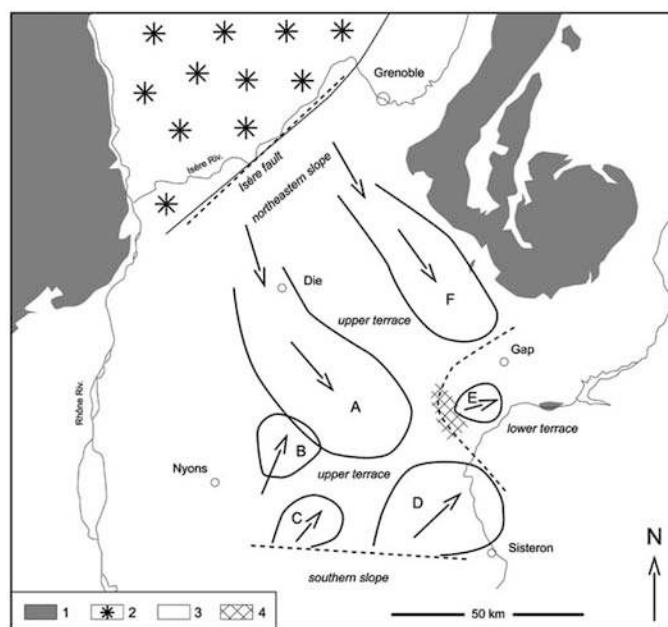 Grenoble
Isère Riv.
Isère fault
northeastern slope
Die
F
upper terrace
Gap
A
E
Rhône Riv.
lower terrace
B
Nyons
upper terrace
D
C
Sisteron
N
southern slope
1 2 3 4 50 km